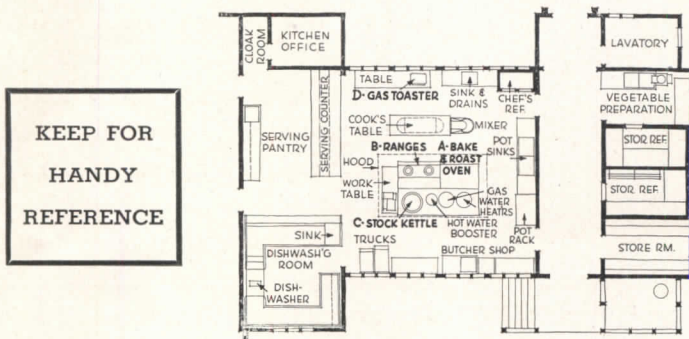 KEEP FOR
HANDY
REFERENCE
CLOAK
ROOM
KITCHEN
OFFICE
SERVING
PANTRY
SERVING COUNTER
TABLE
D-GAS TOASTER
SINK &
DRAINS
CHEF'S
REF.
COOK'S
TABLE
MIXER
B-RANGES
A-BAKE
& ROAST
OVEN
POT
SINKS
HOOD
WORK
TABLE
GAS
WATER
HEATRS
C-STOCK KETTLE
HOT WATER
BOOSTER
POT
RACK
SINK
DISHWASH'G
ROOM
DISH-
WASHER
TRUCKS
BUTCHER SHOP
LAVATORY
VEGETABLE
PREPARATION
STOR REF.
STOR. REF.
STORE RM.